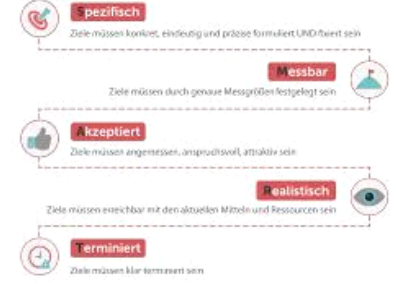 Spezifisch
Ziele müssen konkret, eindeutig und präzise formuliert UND fixiert sein
Messbar
Ziele müssen durch genaue Messgrößen festgelegt sein
Akzeptiert
Ziele müssen angemessen, anspruchsvoll, attraktiv sein
Realistisch
Ziele müssen erreichbar mit den aktuellen Mitteln und Ressourcen sein
Terminiert
Ziele müssen klar terminiert sein